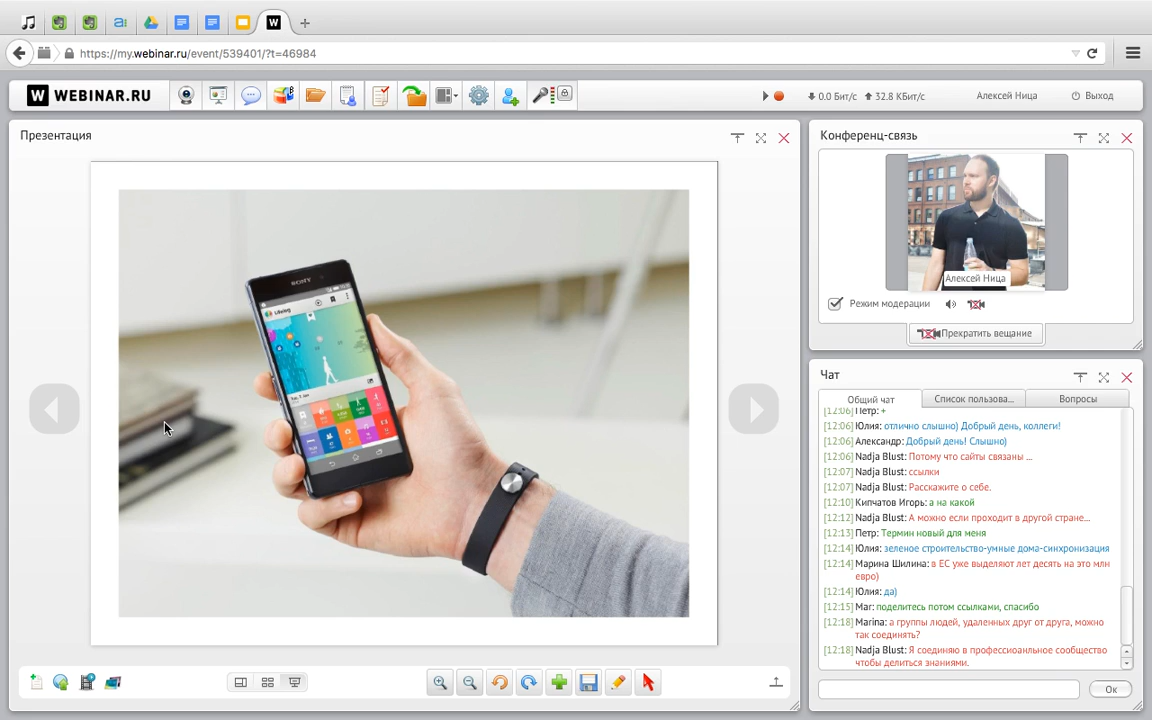 W
https://my.webinar.ru/event/539401/?t=46984
W WEBINAR.RU
0.0 Бит/с 32.8 КБит/с
Алексей Ница
Выход
Презентация
SONY
Lifelog
Конференц-связь
Алексей Ница
Режим модерации
Прекратить вещание
Чат
Общий чат
Список пользова...
Вопросы
[12:06] Петр: +
[12:06] Юлия: отлично слышно) Добрый день, коллеги!
[12:06] Александр: Добрый день! Слышно)
[12:06] Nadja Blust: Потому что сайты связаны ...
[12:07] Nadja Blust: ссылки
[12:07] Nadja Blust: Расскажите о себе.
[12:10] Кипчатов Игорь: а на какой
[12:12] Nadja Blust: А можно если проходит в другой стране...
[12:13] Петр: Термин новый для меня
[12:14] Юлия: зеленое строительство-умные дома-синхронизация
[12:14] Марина Шилина: в ЕС уже выделяют лет десять на это млн
евро)
[12:14] Юлия: да)
[12:15] Маг: поделитесь потом ссылками, спасибо
[12:18] Marina: а группы людей, удаленных друг от друга, можно
так соединять?
[12:18] Nadja Blust: Я соединяю в профессиоанльное сообщество
чтобы делиться знаниями.
Ок